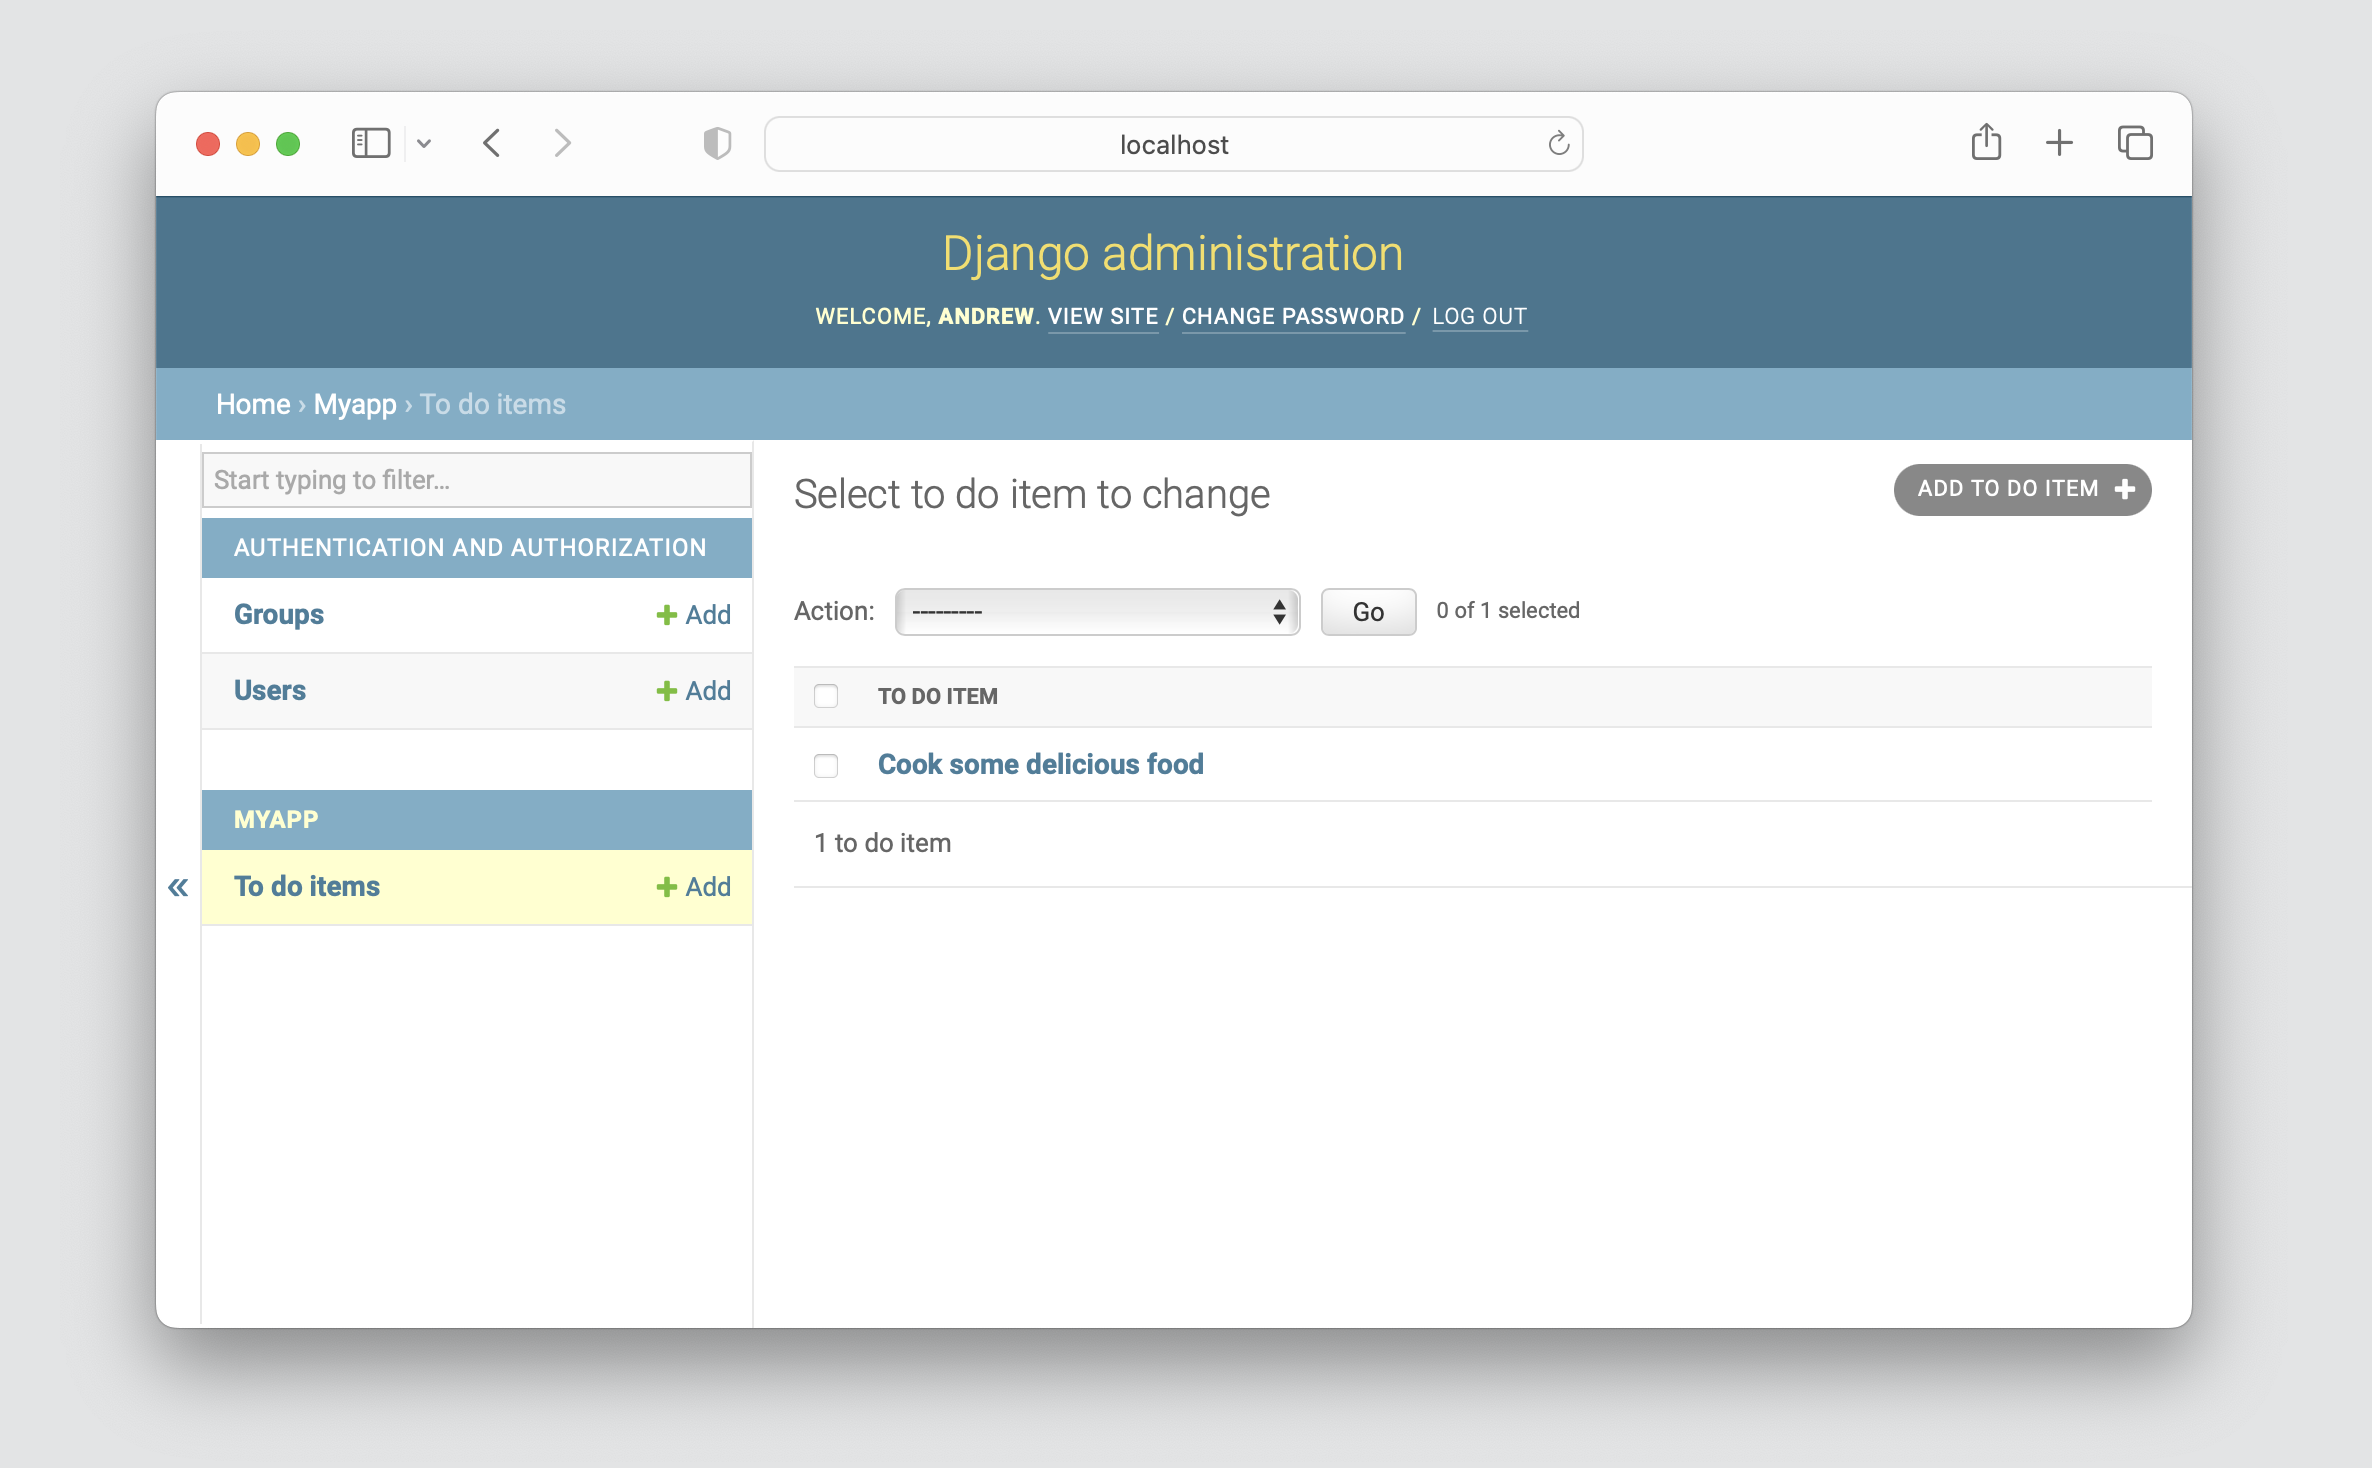 localhost
Django administration
WELCOME, ANDREW. VIEW SITE / CHANGE PASSWORD / LOG OUT
Home › Myapp › To do items
Start typing to filter...
AUTHENTICATION AND AUTHORIZATION
Groups + Add
Users + Add
MYAPP
« To do items + Add
Select to do item to change
ADD TO DO ITEM +
Action: --------- Go 0 of 1 selected
TO DO ITEM
Cook some delicious food
1 to do item